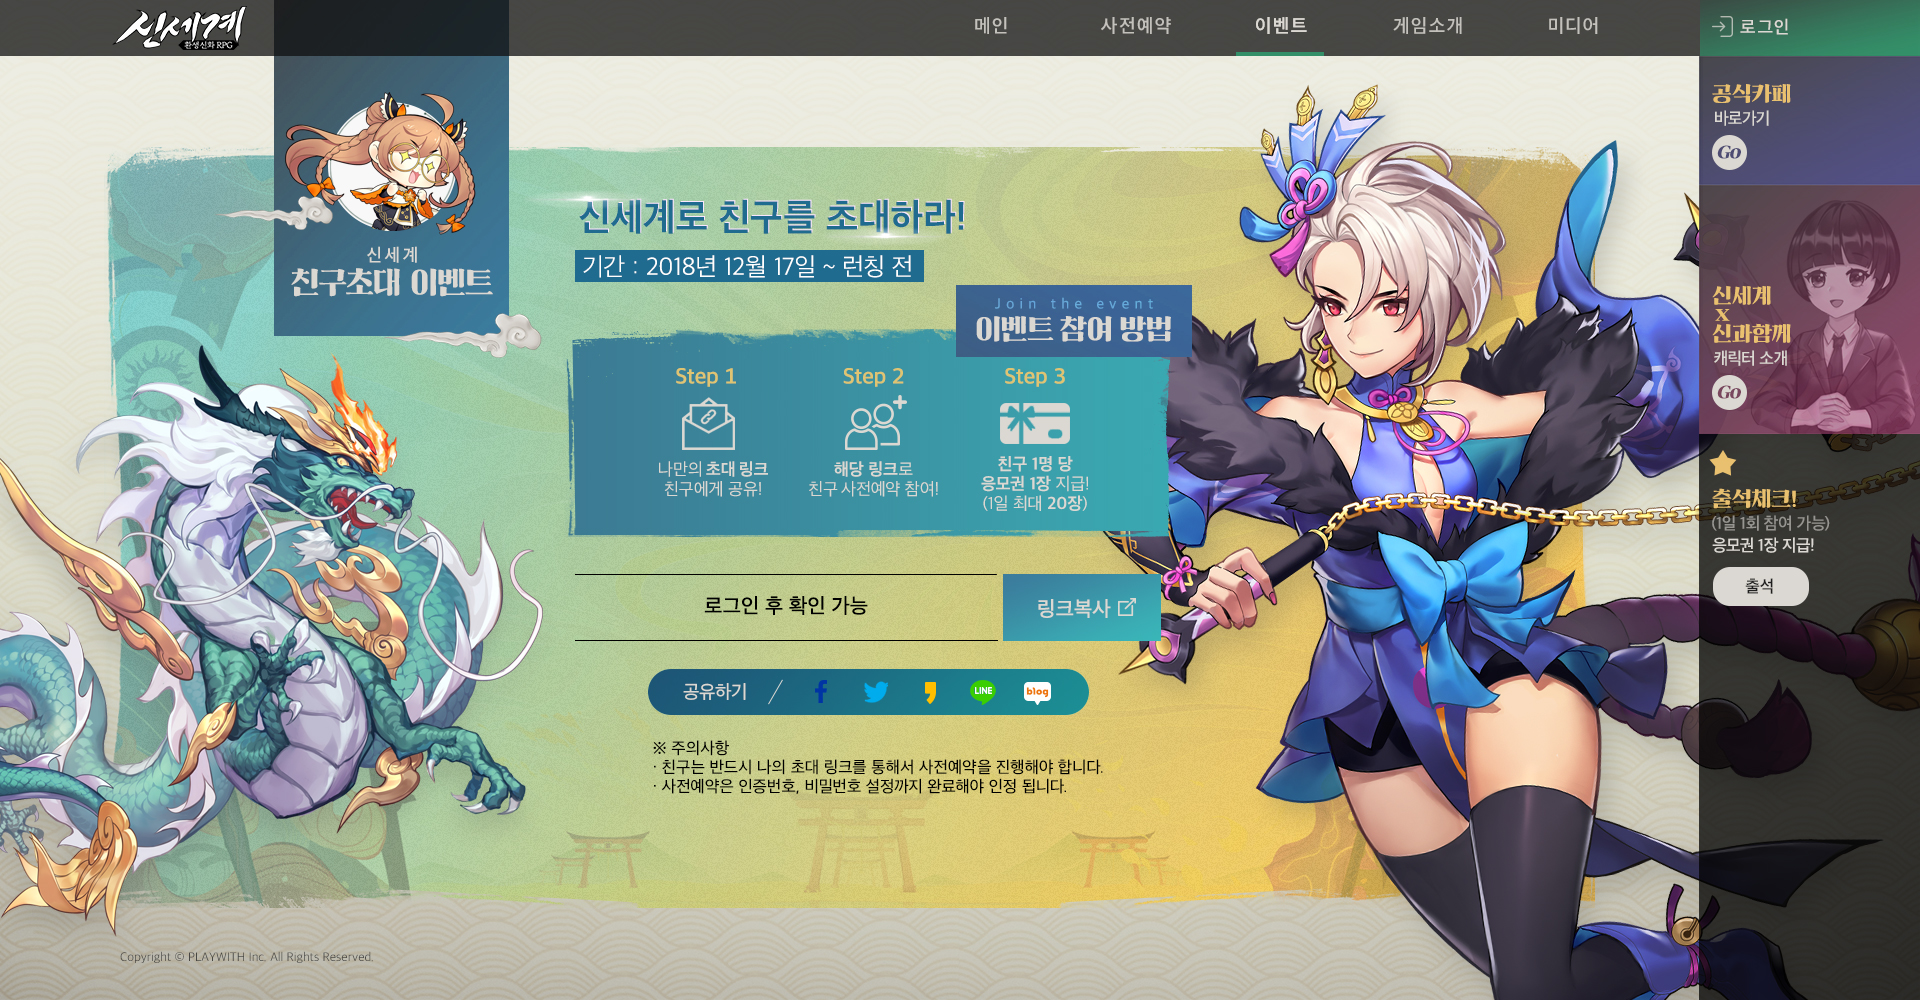 신세계
환생신화 RPG
메인
사전예약
이벤트
게임소개
미디어
로그인
신세계
친구초대 이벤트
신세계로 친구를 초대하라!
기간 : 2018년 12월 17일 ~ 런칭 전
Join the event
이벤트 참여 방법
Step 1
나만의 초대 링크
친구에게 공유!
Step 2
해당 링크로
친구 사전예약 참여!
Step 3
친구 1명 당
응모권 1장 지급!
(1일 최대 20장)
로그인 후 확인 가능
링크복사
공유하기
LINE
blog
※ 주의사항
· 친구는 반드시 나의 초대 링크를 통해서 사전예약을 진행해야 합니다.
· 사전예약은 인증번호, 비밀번호 설정까지 완료해야 인정 됩니다.
공식카페
바로가기
Go
신세계
X
신과함께
캐릭터 소개
Go
출석체크!
(1일 1회 참여 가능)
응모권 1장 지급!
출석
Copyright © PLAYWITH Inc. All Rights Reserved.